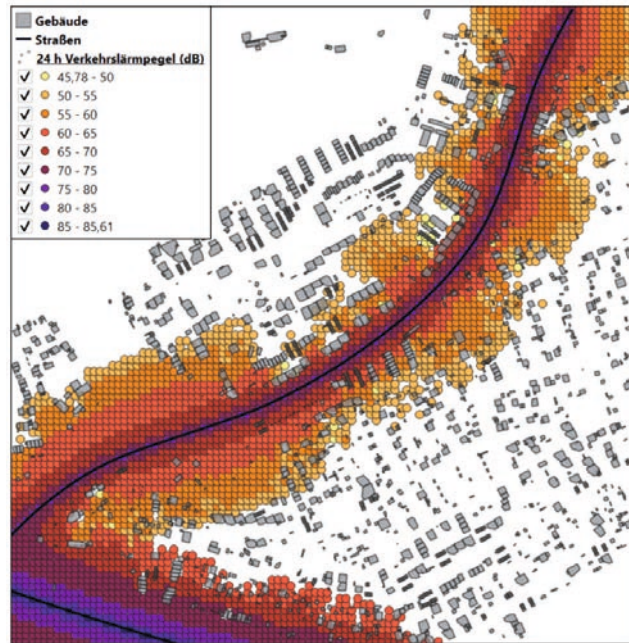 Gebäude
Straßen
24 h Verkehrslärmpegel (dB)
45,78 - 50
50 - 55
55 - 60
60 - 65
65 - 70
70 - 75
75 - 80
80 - 85
85 - 85,61